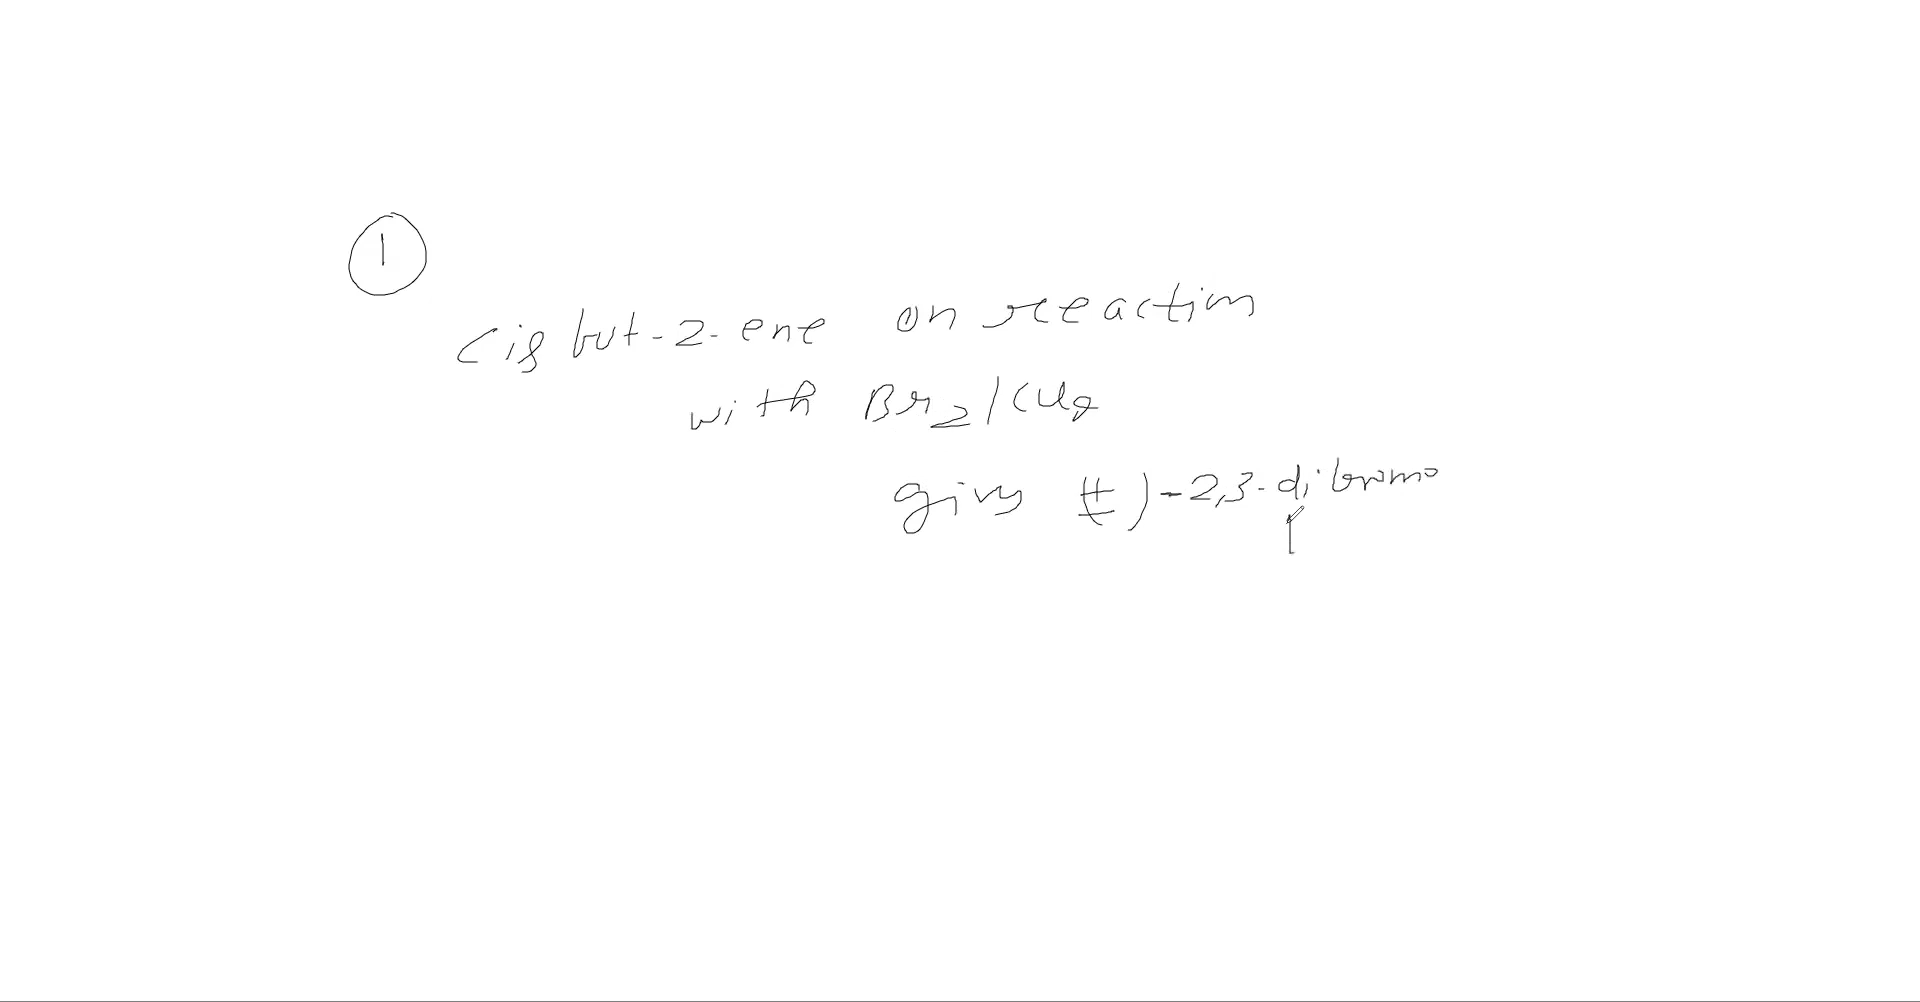 1
cis but-2-ene on reaction
with Br2/CCl4
gives (±)-2,3-dibromo